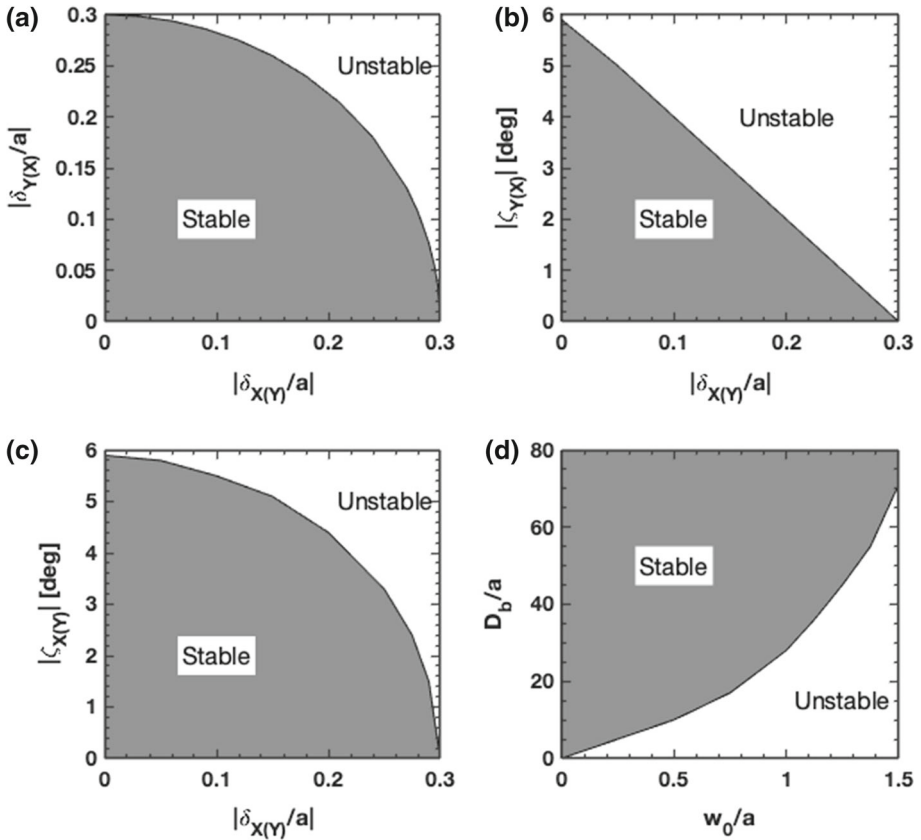 (a)
0.3
0.25
0.2
0.15
0.1
0.05
0
|δY(X)/a|
Unstable
Stable
0 0.1 0.2 0.3
|δX(Y)/a|
(b)
6
5
4
3
2
1
0
|ζY(X)| [deg]
Unstable
Stable
0 0.1 0.2 0.3
|δX(Y)/a|
(c)
6
5
4
3
2
1
0
|ζX(Y)| [deg]
Unstable
Stable
0 0.1 0.2 0.3
|δX(Y)/a|
(d)
80
60
40
20
0
Db/a
Stable
Unstable
0 0.5 1 1.5
w0/a